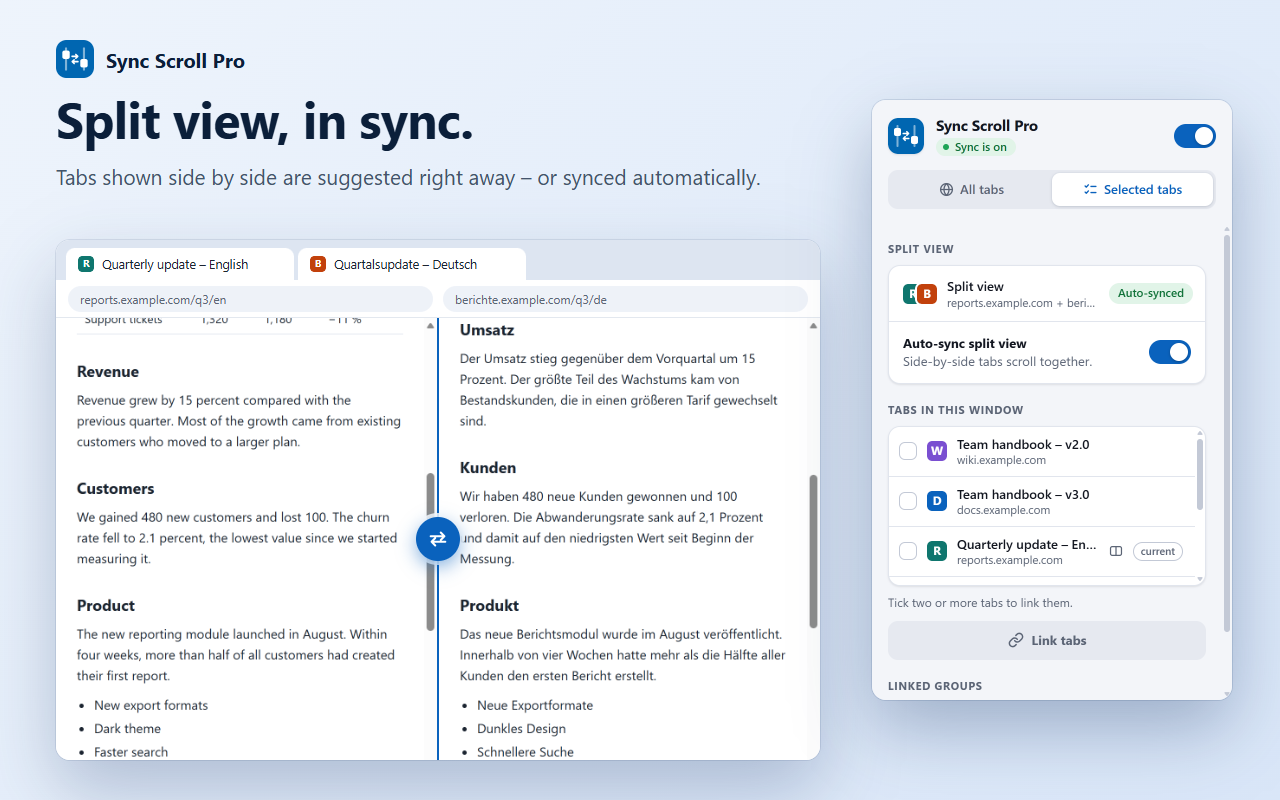 Sync Scroll Pro
Split view, in sync.
Tabs shown side by side are suggested right away – or synced automatically.
R Quarterly update – English
B Quartalsupdate – Deutsch
reports.example.com/q3/en
berichte.example.com/q3/de
Support tickets 1,320 1,180 −11 %
Revenue
Revenue grew by 15 percent compared with the
previous quarter. Most of the growth came from existing
customers who moved to a larger plan.
Customers
We gained 480 new customers and lost 100. The churn
rate fell to 2.1 percent, the lowest value since we started
measuring it.
Product
The new reporting module launched in August. Within
four weeks, more than half of all customers had created
their first report.
• New export formats
• Dark theme
• Faster search
Umsatz
Der Umsatz stieg gegenüber dem Vorquartal um 15
Prozent. Der größte Teil des Wachstums kam von
Bestandskunden, die in einen größeren Tarif gewechselt
sind.
Kunden
Wir haben 480 neue Kunden gewonnen und 100
verloren. Die Abwanderungsrate sank auf 2,1 Prozent
und damit auf den niedrigsten Wert seit Beginn der
Messung.
Produkt
Das neue Berichtsmodul wurde im August veröffentlicht.
Innerhalb von vier Wochen hatte mehr als die Hälfte aller
Kunden den ersten Bericht erstellt.
• Neue Exportformate
• Dunkles Design
• Schnellere Suche
Sync Scroll Pro
Sync is on
All tabs
Selected tabs
SPLIT VIEW
R B Split view
reports.example.com + beri...
Auto-synced
Auto-sync split view
Side-by-side tabs scroll together.
TABS IN THIS WINDOW
W Team handbook – v2.0
wiki.example.com
D Team handbook – v3.0
docs.example.com
R Quarterly update – En...
reports.example.com
current
Tick two or more tabs to link them.
Link tabs
LINKED GROUPS